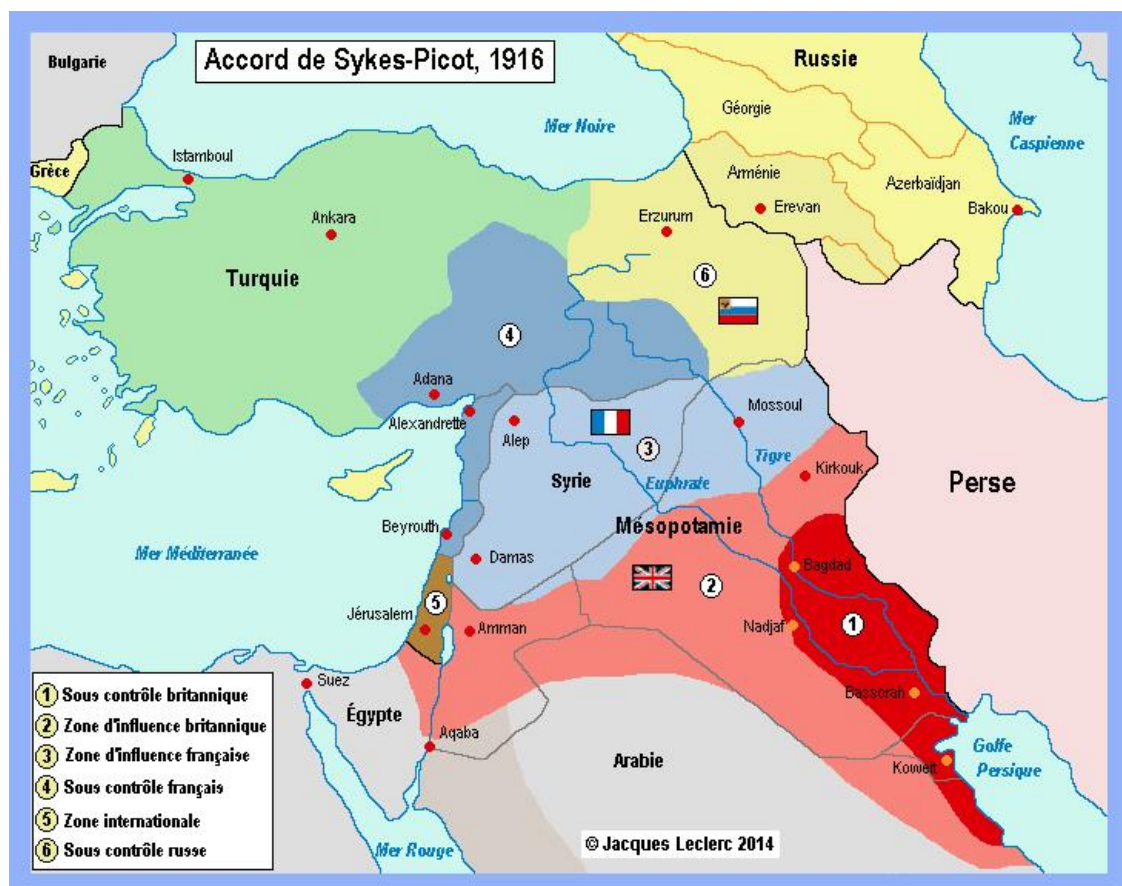 Accord de Sykes-Picot, 1916
Bulgarie
Russie
Géorgie
Mer Noire
Mer
Caspienne
Istamboul
Grèce
Arménie
Azerbaïdjan
Erevan
Bakou
Ankara
Erzurum
Turquie
6
4
Adana
Alexandrette
Alep
3
Mossoul
Tigre
Kirkouk
Syrie
Euphrate
Perse
Mésopotamie
Beyrouth
Mer Méditerranée
Damas
Bagdad
2
5
Jérusalem
Amman
Nadjaf
1
Bassorah
Suez
Égypte
Aqaba
Arabie
Koweït
Golfe
Persique
Mer Rouge
© Jacques Leclerc 2014
1 Sous contrôle britannique
2 Zone d'influence britannique
3 Zone d'influence française
4 Sous contrôle français
5 Zone internationale
6 Sous contrôle russe